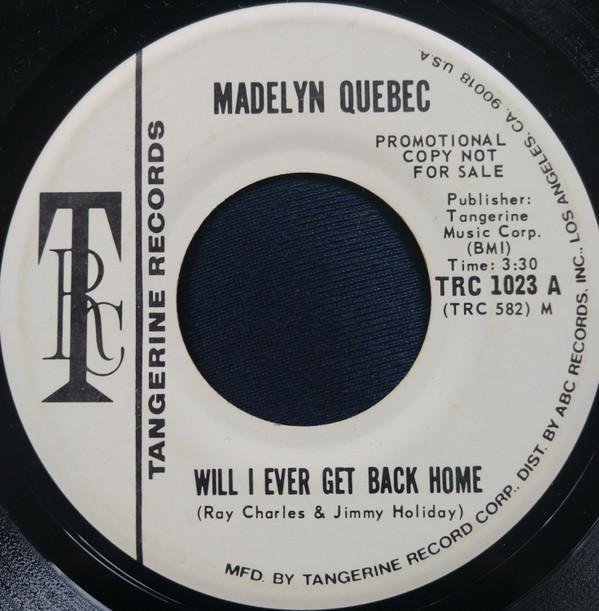 MADELYN QUEBEC
PROMOTIONAL
COPY NOT
FOR SALE
Publisher:
Tangerine
Music Corp.
(BMI)
Time: 3:30
TRC 1023 A
(TRC 582) M
TRC
TANGERINE RECORDS
WILL I EVER GET BACK HOME
(Ray Charles & Jimmy Holiday)
MFD. BY TANGERINE RECORD CORP., DIST. BY ABC RECORDS, INC., LOS ANGELES, CA. 90018 U.S.A.